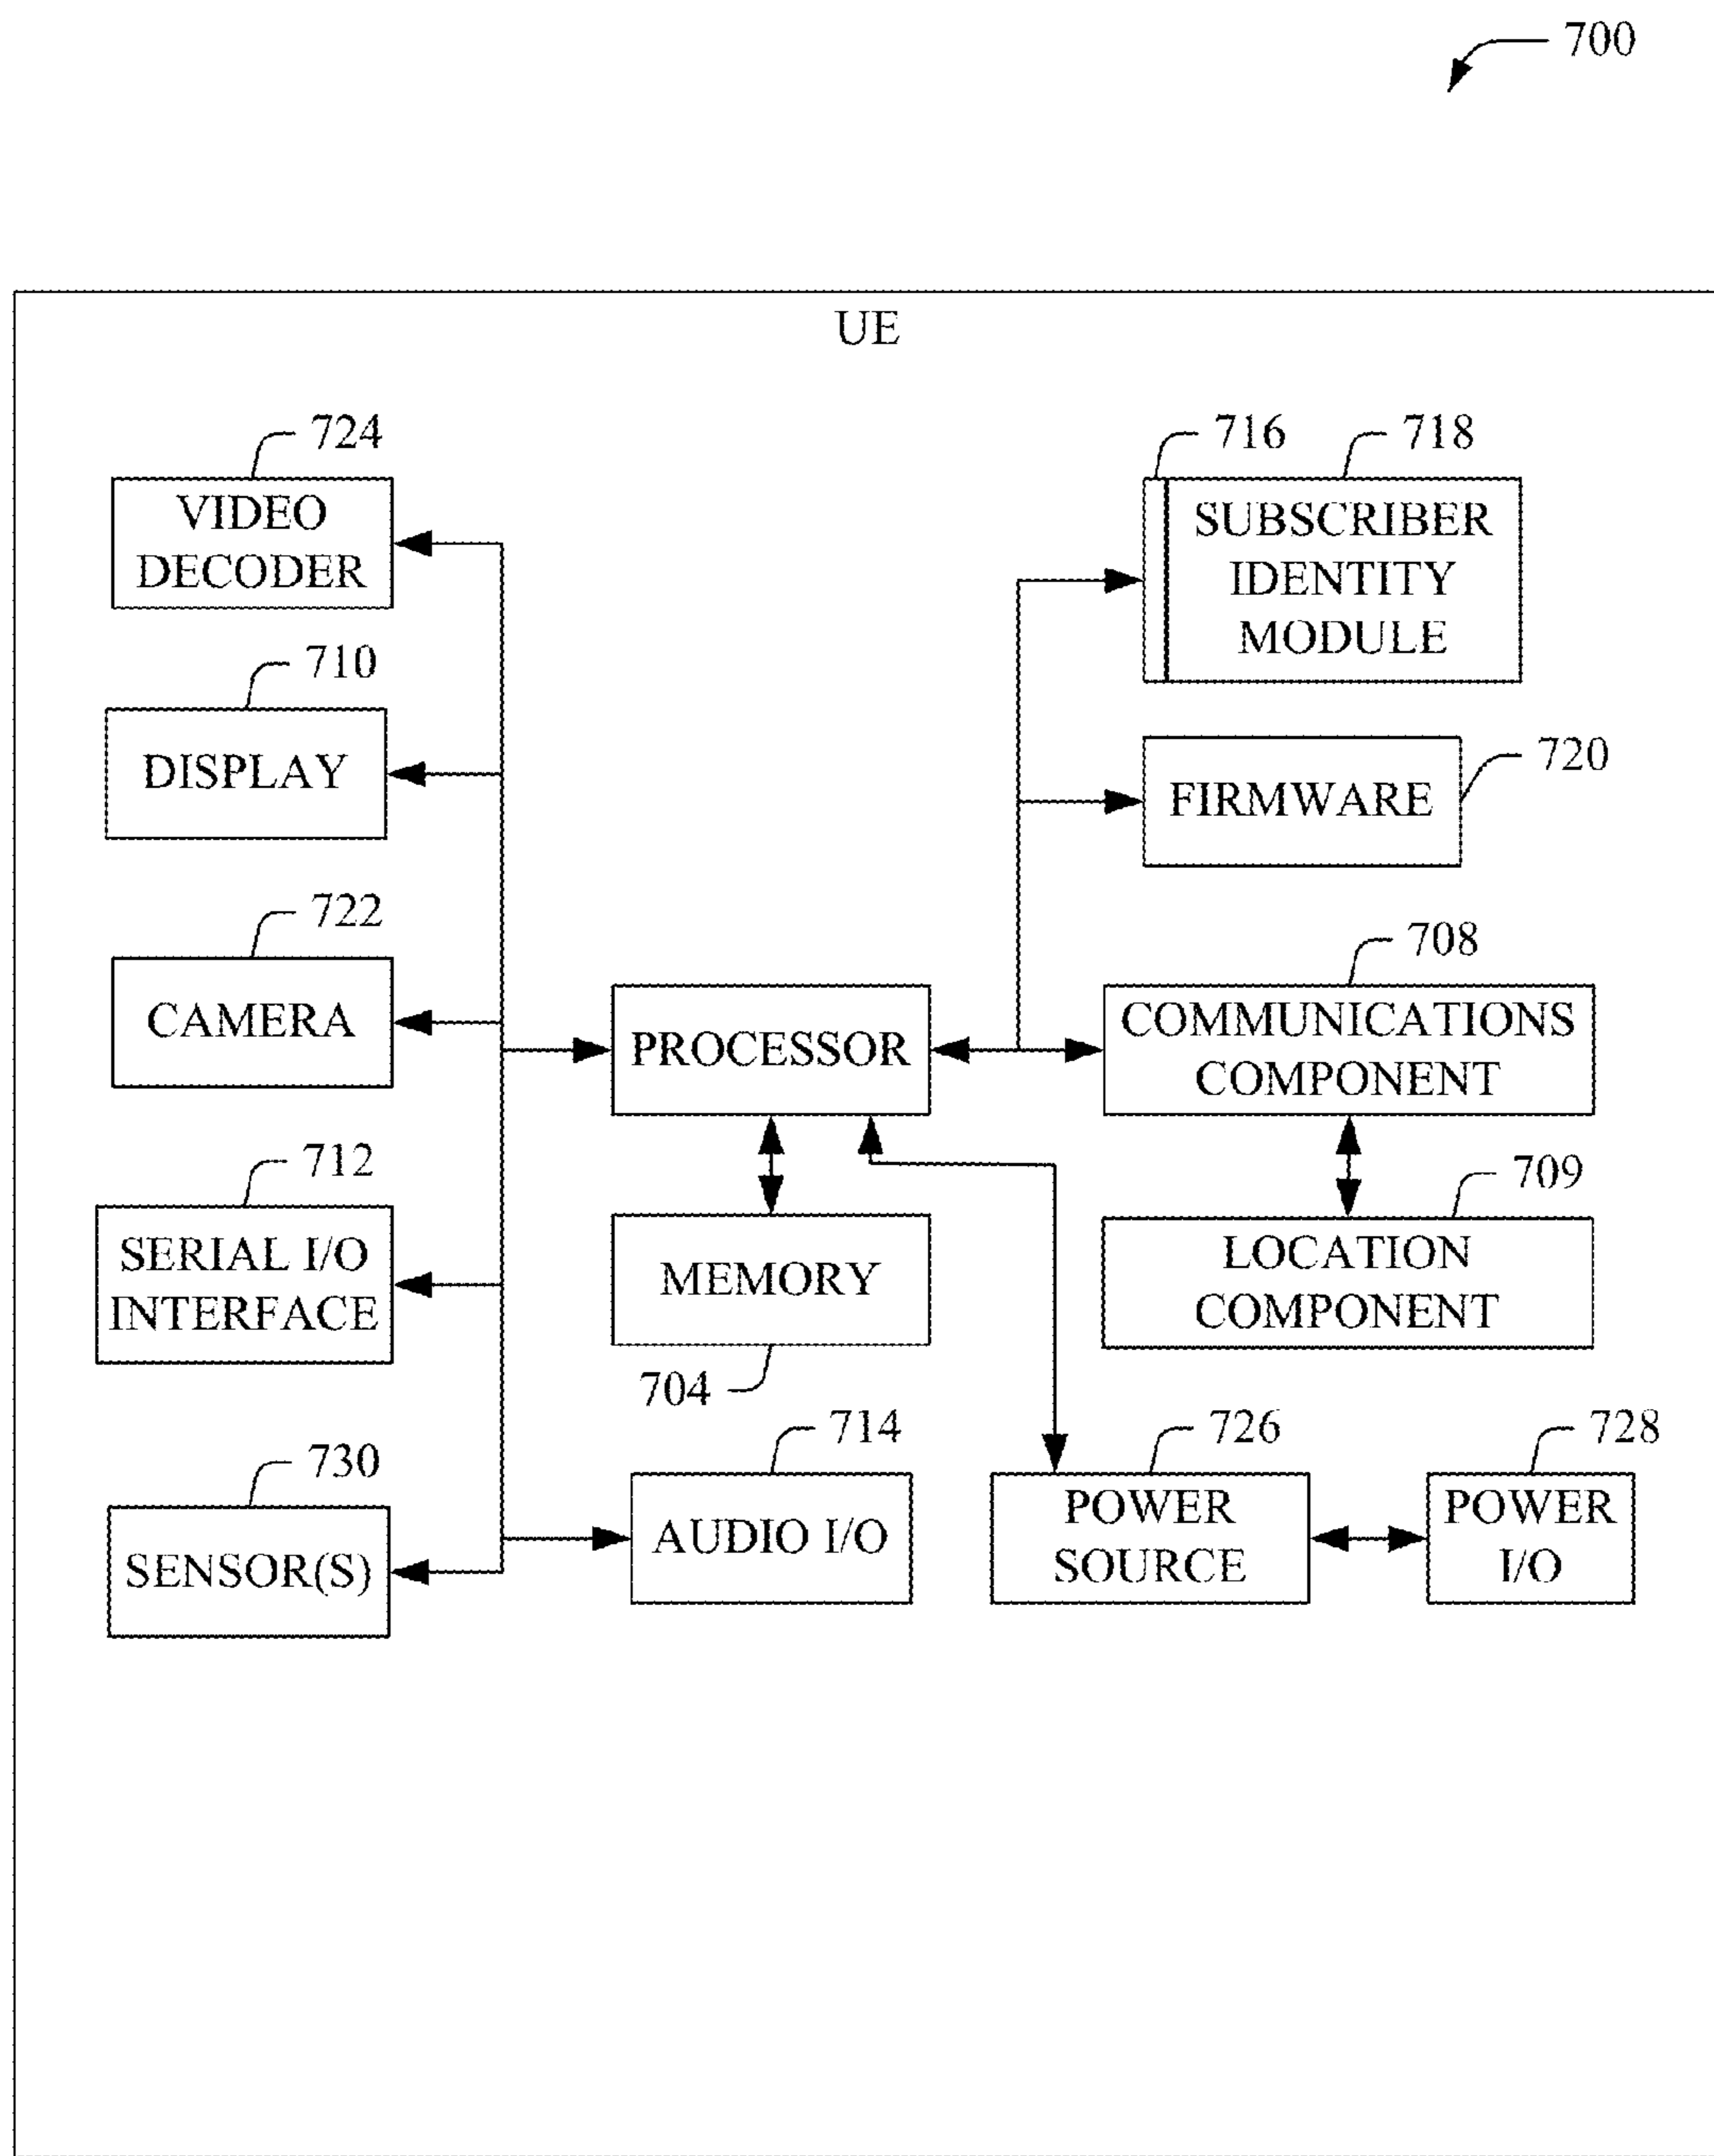 700
UE
724
VIDEO
DECODER
716
718
SUBSCRIBER
IDENTITY
MODULE
710
DISPLAY
FIRMWARE
720
722
CAMERA
PROCESSOR
708
COMMUNICATIONS
COMPONENT
712
SERIAL I/O
INTERFACE
MEMORY
704
709
LOCATION
COMPONENT
730
SENSOR(S)
714
AUDIO I/O
726
POWER
SOURCE
728
POWER
I/O